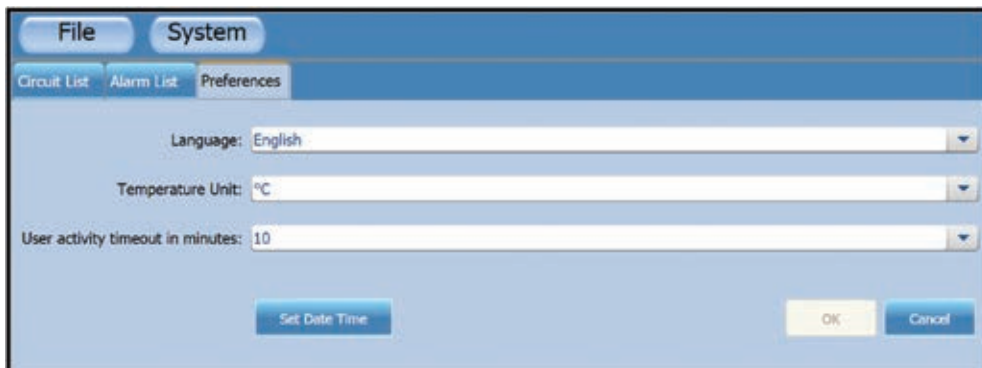 File System
Circuit List Alarm List Preferences
Language: English
Temperature Unit: °C
User activity timeout in minutes: 10
Set Date Time OK Cancel